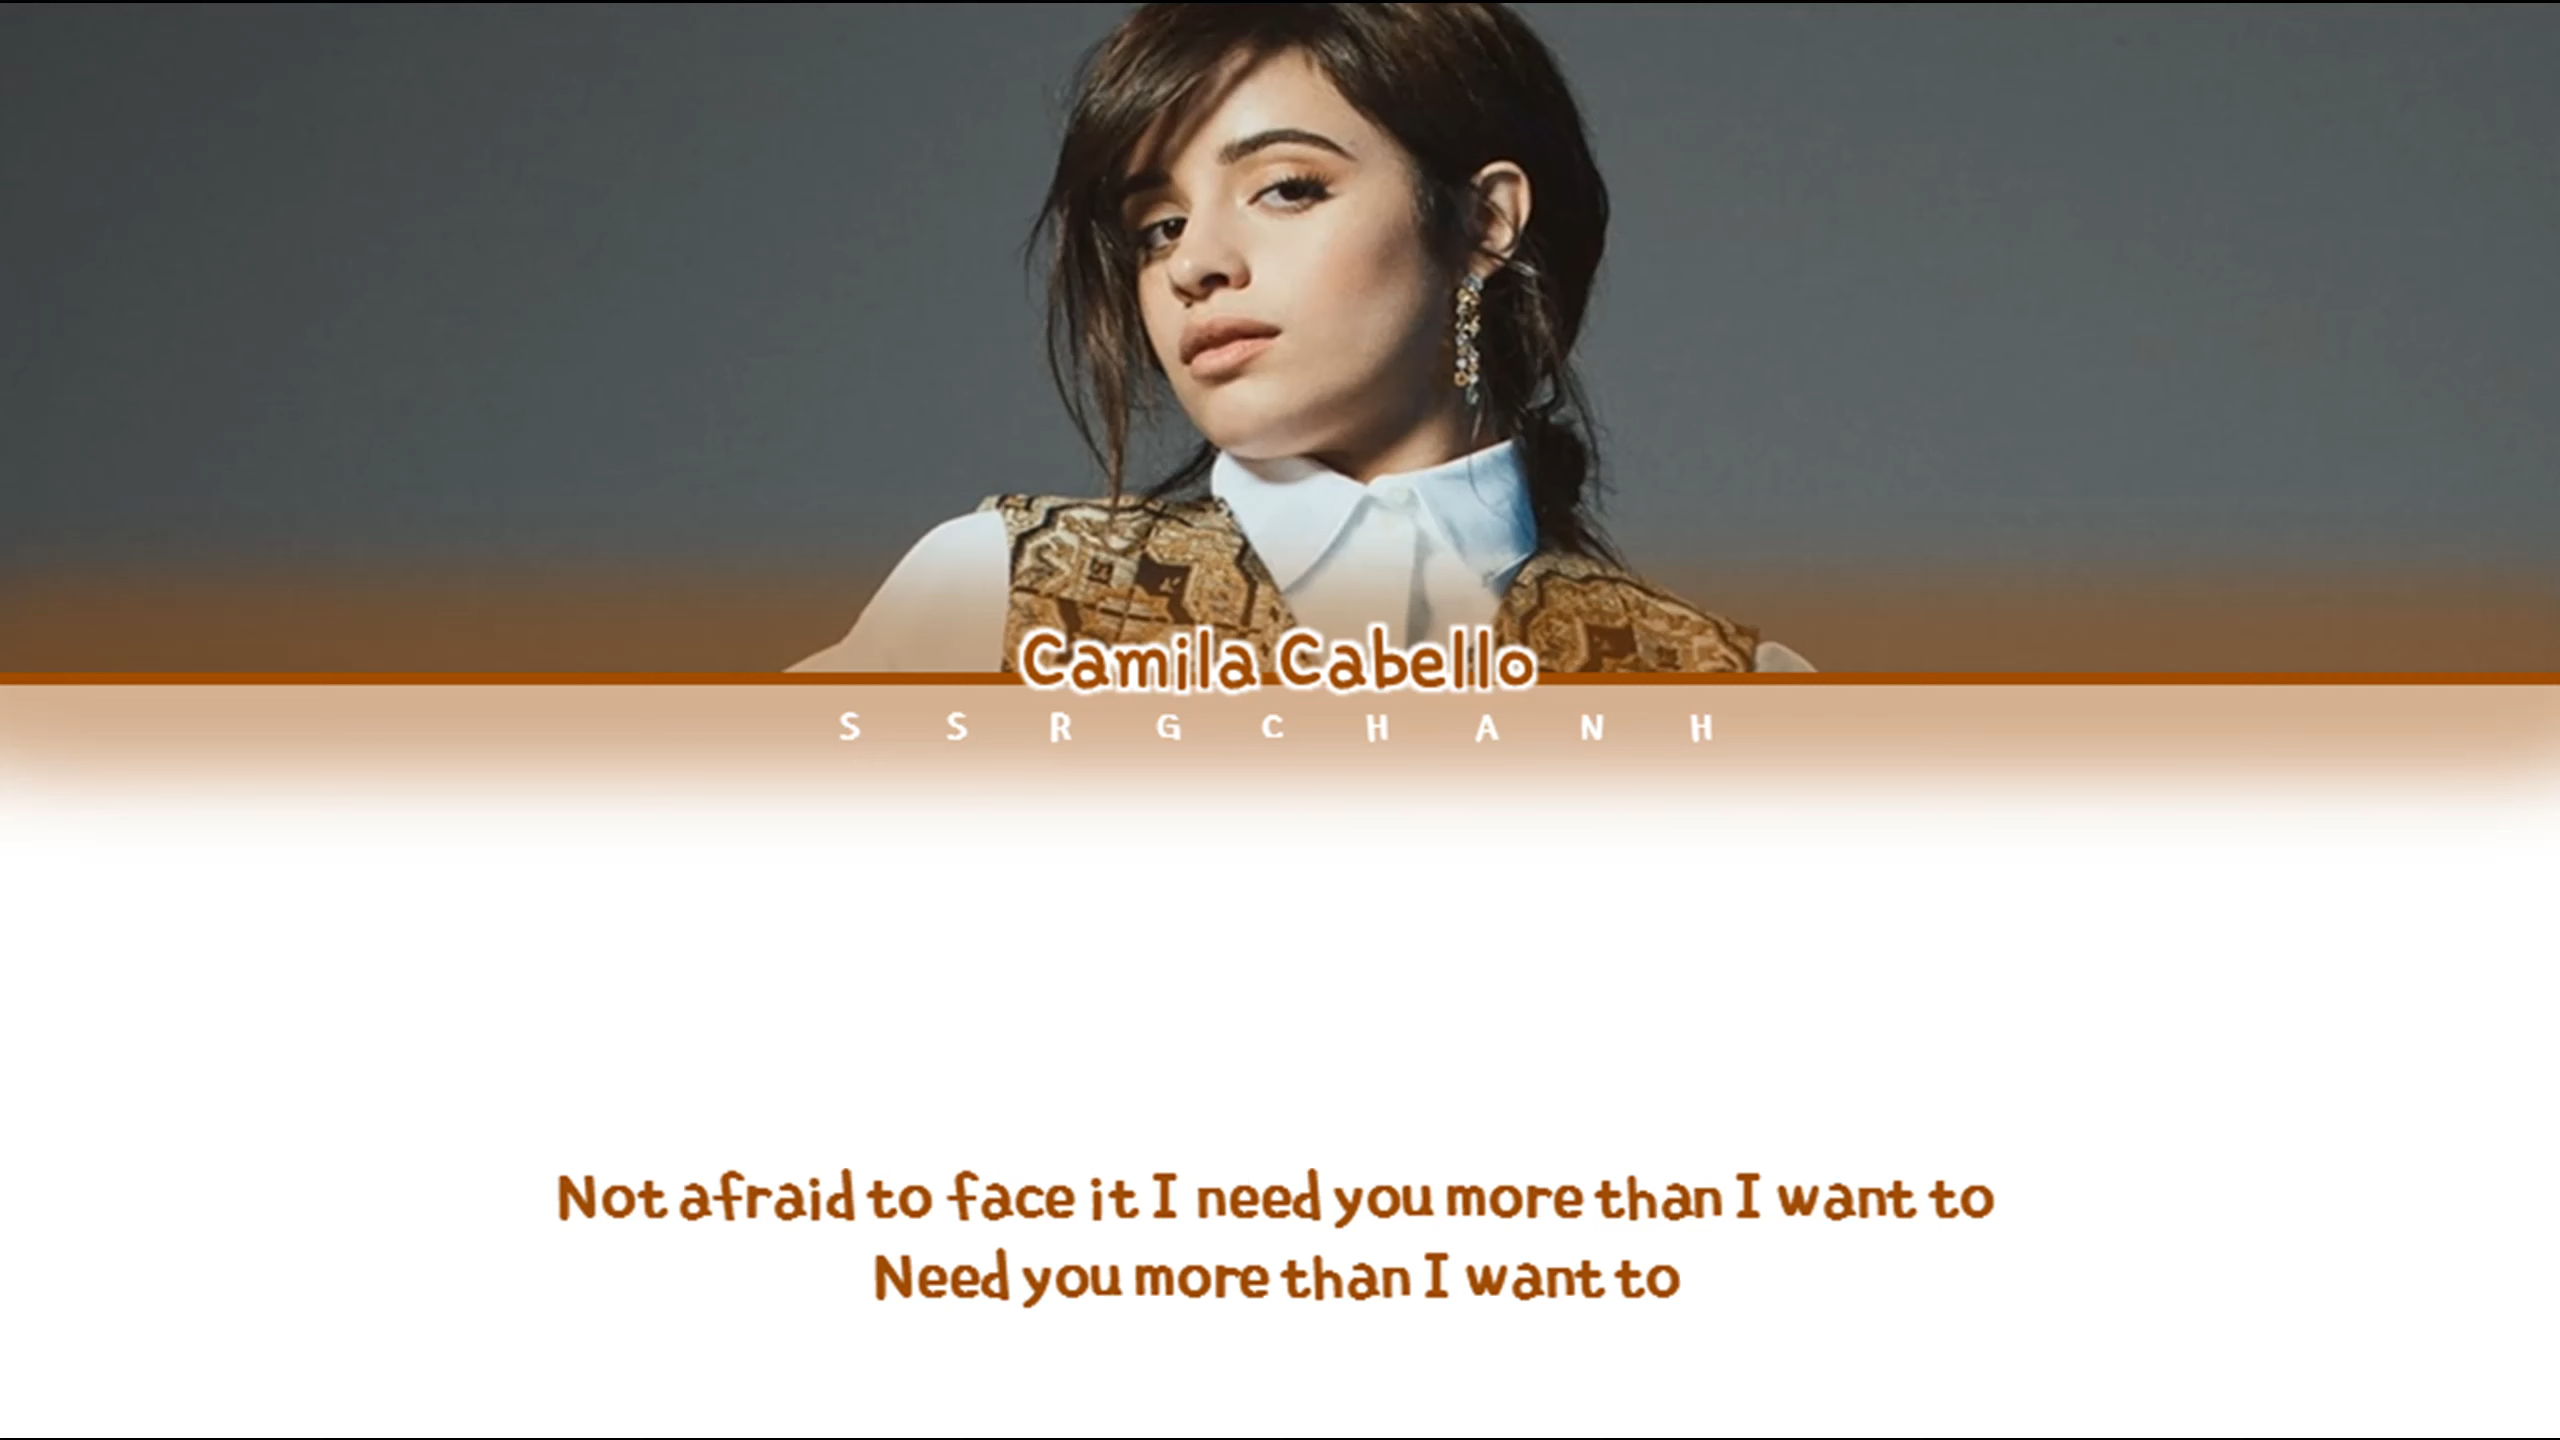 Camila Cabello
S S R G C H A N H
Not afraid to face it I need you more than I want to
Need you more than I want to